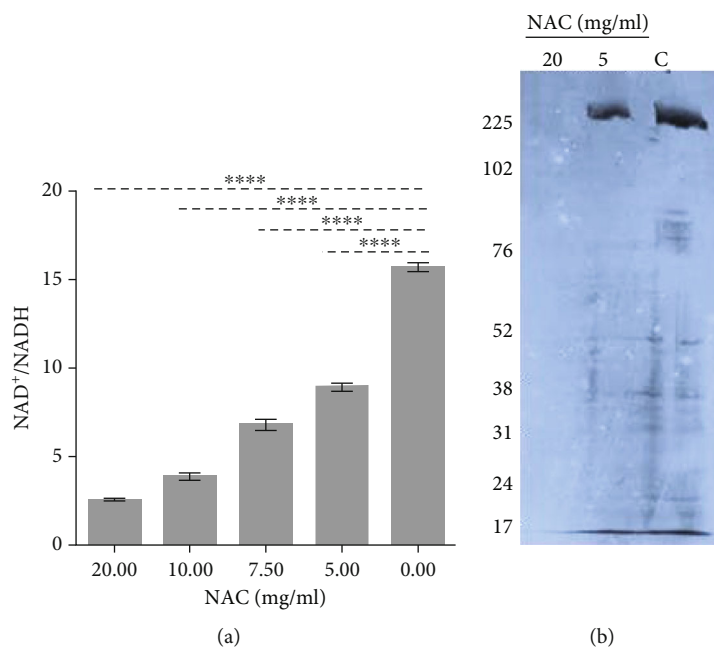 ****
****
****
****
20
15
10
5
0
NAD+/NADH
20.00 10.00 7.50 5.00 0.00
NAC (mg/ml)
(a)
NAC (mg/ml)
20 5 C
225
102
76
52
38
31
24
17
(b)